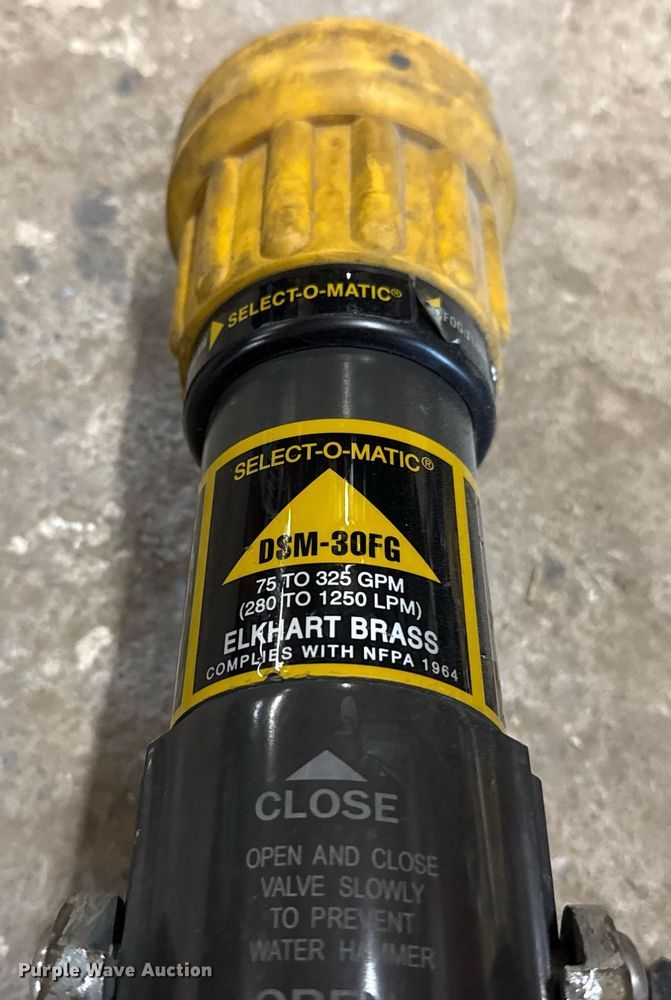 SELECT-O-MATIC®
SELECT-O-MATIC®
DSM-30FG
75 TO 325 GPM
(280 TO 1250 LPM)
ELKHART BRASS
COMPLIES WITH NFPA 1964
CLOSE
OPEN AND CLOSE
VALVE SLOWLY
TO PREVENT
WATER HAMMER
OPEN
Purple Wave Auction